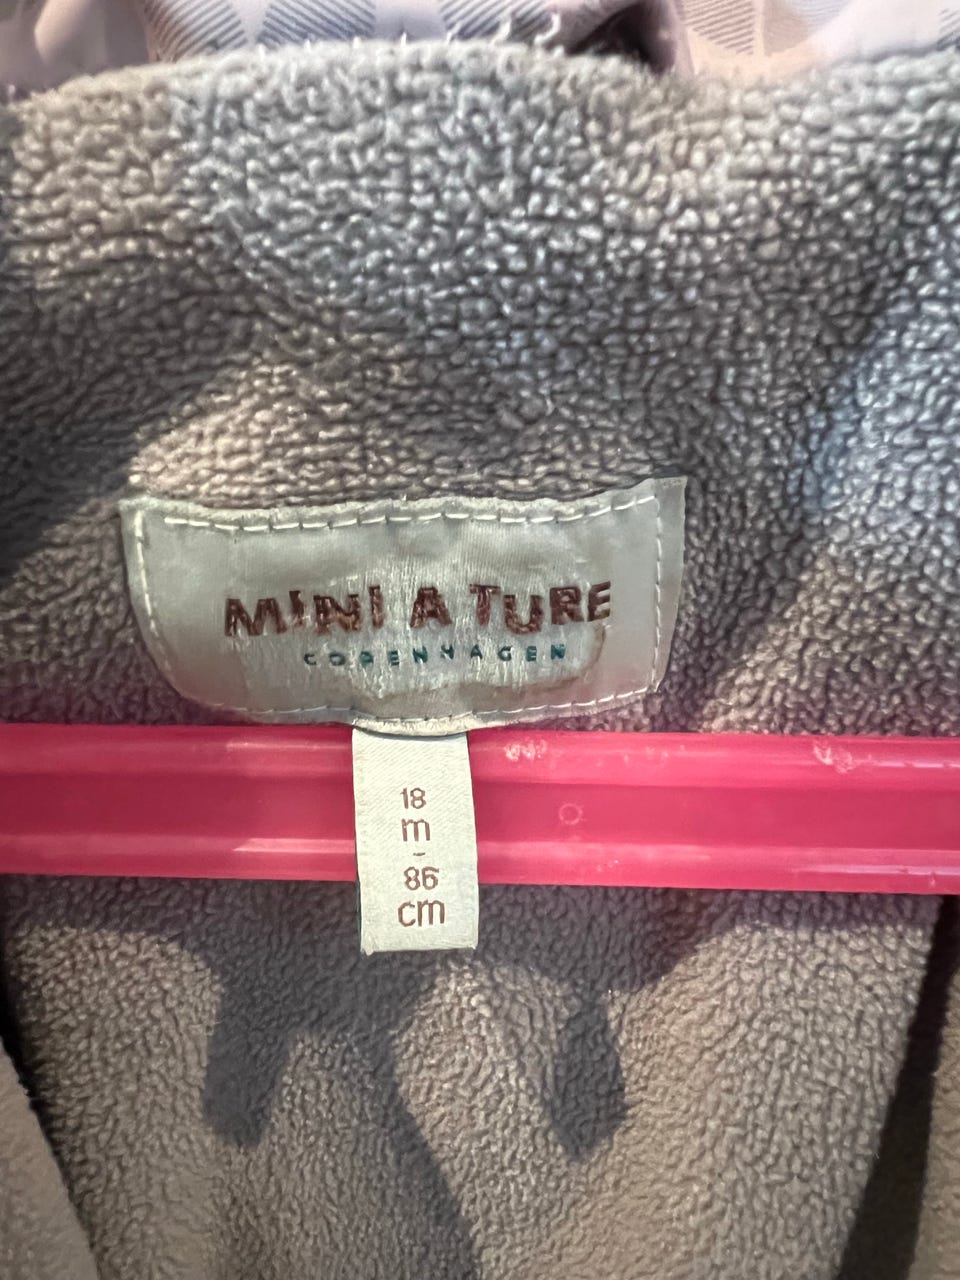 MINI A TURE
COPENHAGEN
18
m
-
86
cm